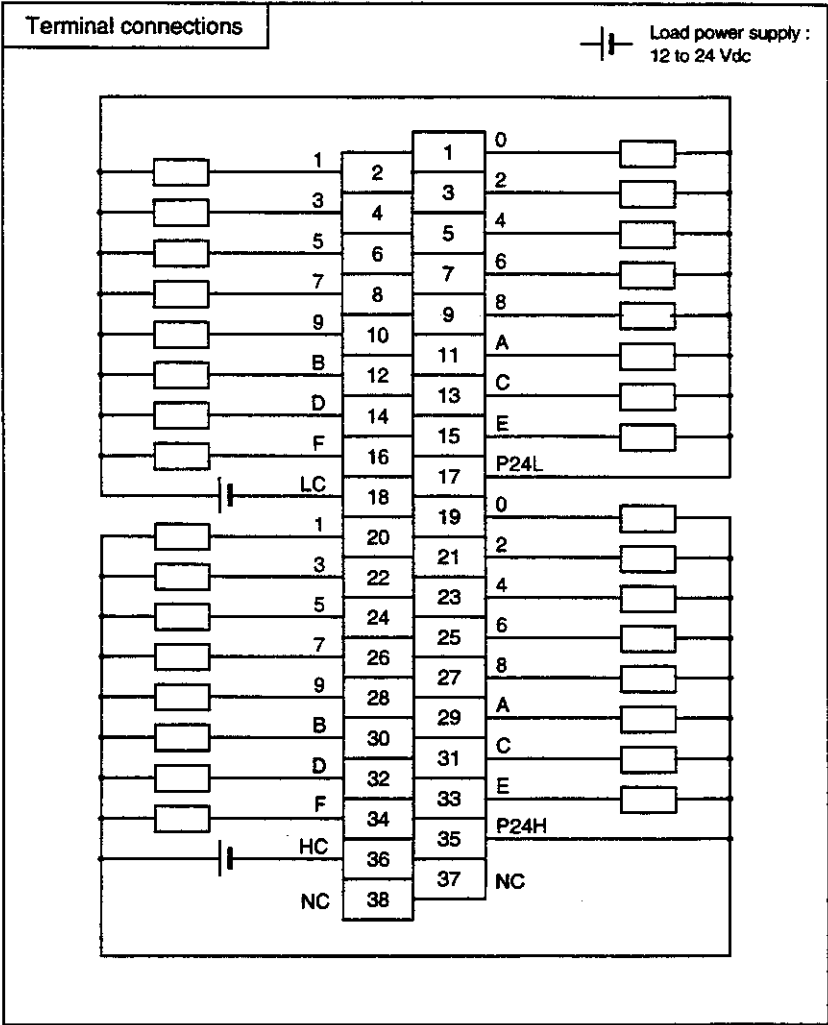 Terminal connections
Load power supply :
12 to 24 Vdc
1 0
1 2
3 2
3 4
5 4
5 6
7 6
7 8
9 8
9 10
11 A
B 12
13 C
D 14
15 E
F 16
17 P24L
LC 18
19 0
1 20
21 2
3 22
23 4
5 24
25 6
7 26
27 8
9 28
29 A
B 30
31 C
D 32
33 E
F 34
35 P24H
HC 36
37 NC
NC 38